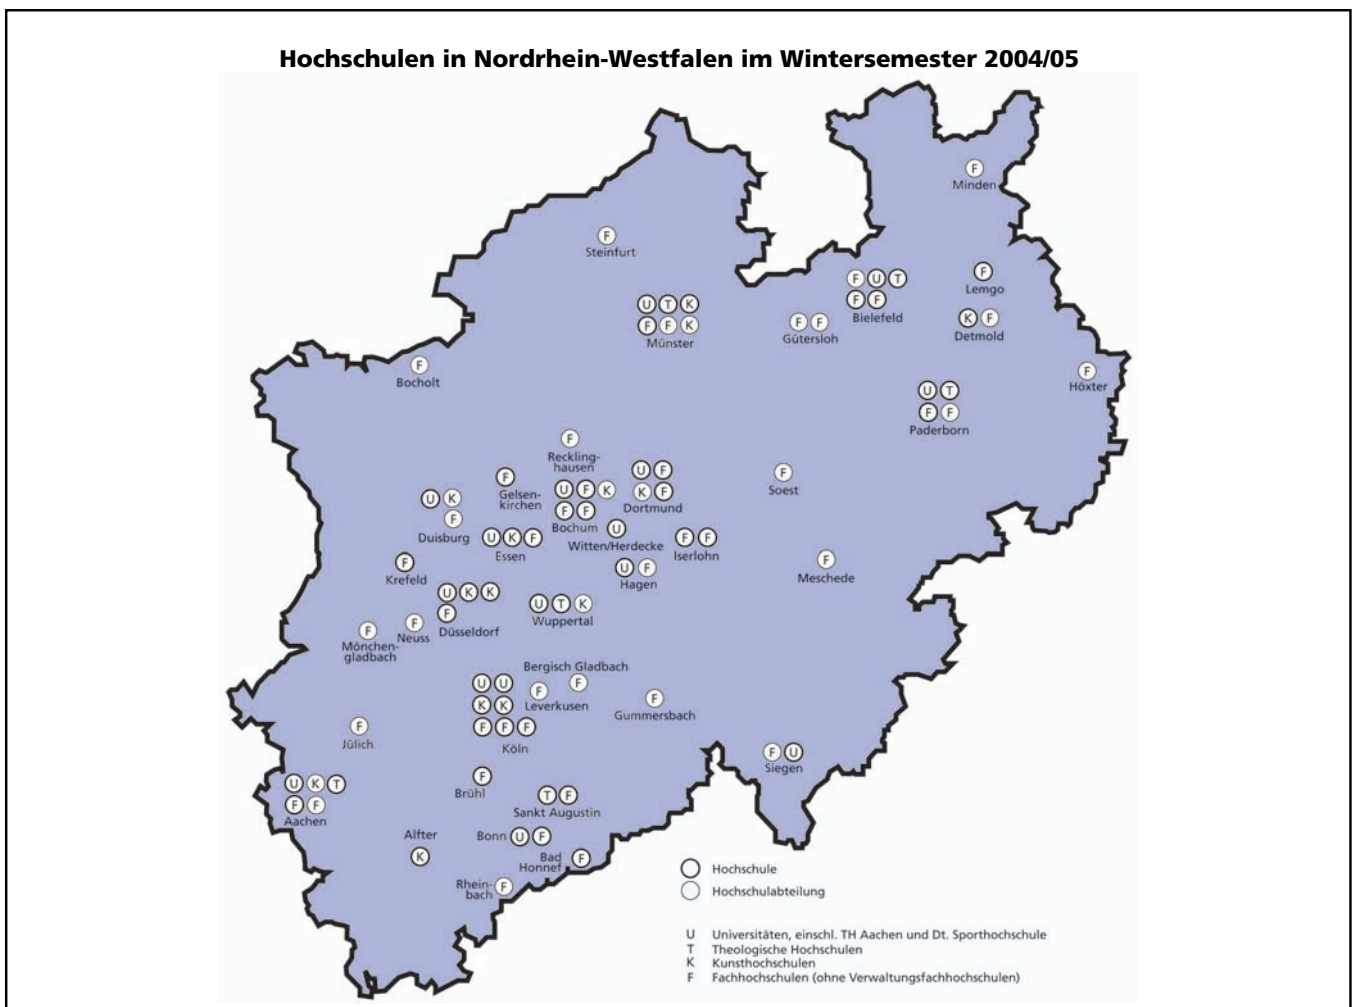 Hochschulen in Nordrhein-Westfalen im Wintersemester 2004/05
F
Minden
F
Steinfurt
F U T
F F
Bielefeld
F
Lemgo
U T K
F F K
Münster
F F
Gütersloh
K F
Detmold
F
Bocholt
F
Höxter
U T
F F
Paderborn
F
Reckling-
hausen
F
Gelsen-
kirchen
U F K
F F
Bochum
U F
K F
Dortmund
F
Soest
U K
F
Duisburg
U K F
Essen
U
Witten/Herdecke
F F
Iserlohn
F
Krefeld
U F
Hagen
F
Meschede
U K K
F
Düsseldorf
U T K
Wuppertal
F
Neuss
F
Mönchen-
gladbach
Bergisch Gladbach
F
F
Leverkusen
U U
K K
F F F
Köln
F
Gummersbach
F
Jülich
F U
Siegen
U K T
F F
Aachen
F
Brühl
T F
Sankt Augustin
Alfter
K
Bonn U F
Bad
Honnef F
Rhein-
bach F
Hochschule
Hochschulabteilung
U Universitäten, einschl. TH Aachen und Dt. Sporthochschule
T Theologische Hochschulen
K Kunsthochschulen
F Fachhochschulen (ohne Verwaltungsfachhochschulen)